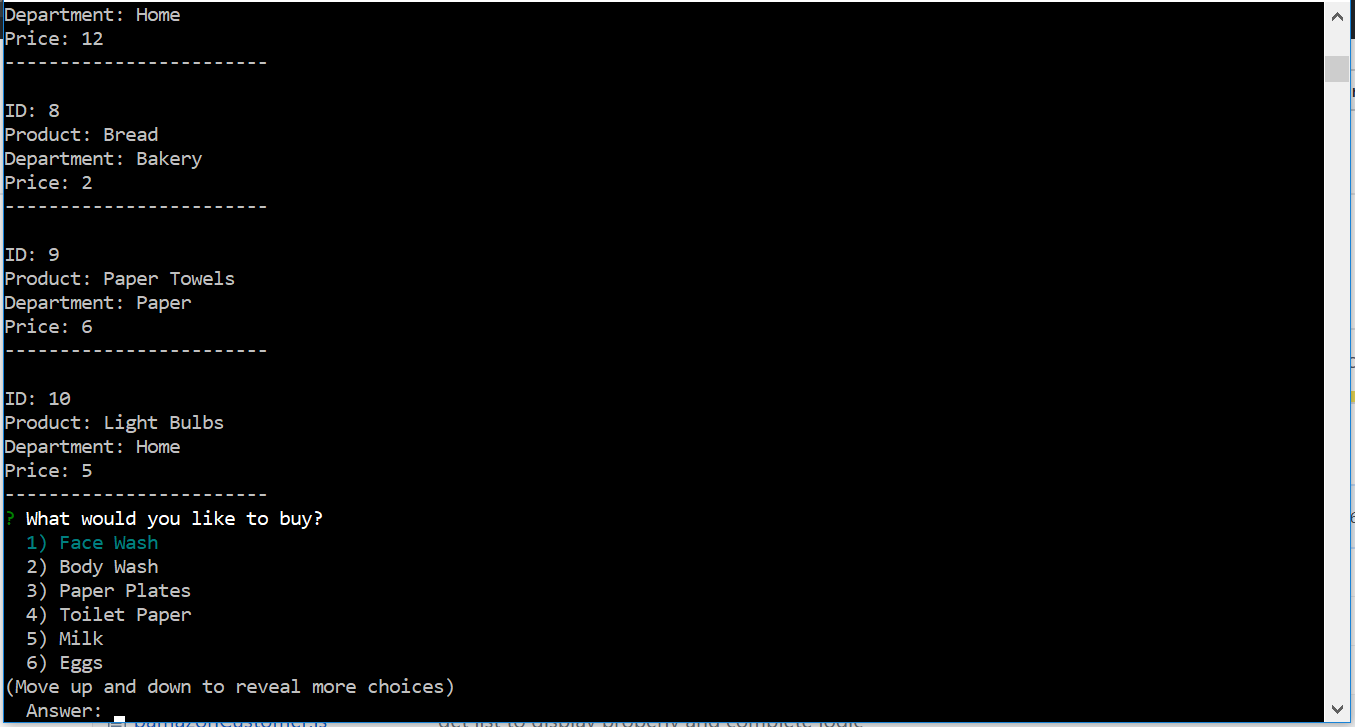 Department: Home
Price: 12
------------------------
ID: 8
Product: Bread
Department: Bakery
Price: 2
------------------------
ID: 9
Product: Paper Towels
Department: Paper
Price: 6
------------------------
ID: 10
Product: Light Bulbs
Department: Home
Price: 5
------------------------
? What would you like to buy?
1) Face Wash
2) Body Wash
3) Paper Plates
4) Toilet Paper
5) Milk
6) Eggs
(Move up and down to reveal more choices)
Answer: